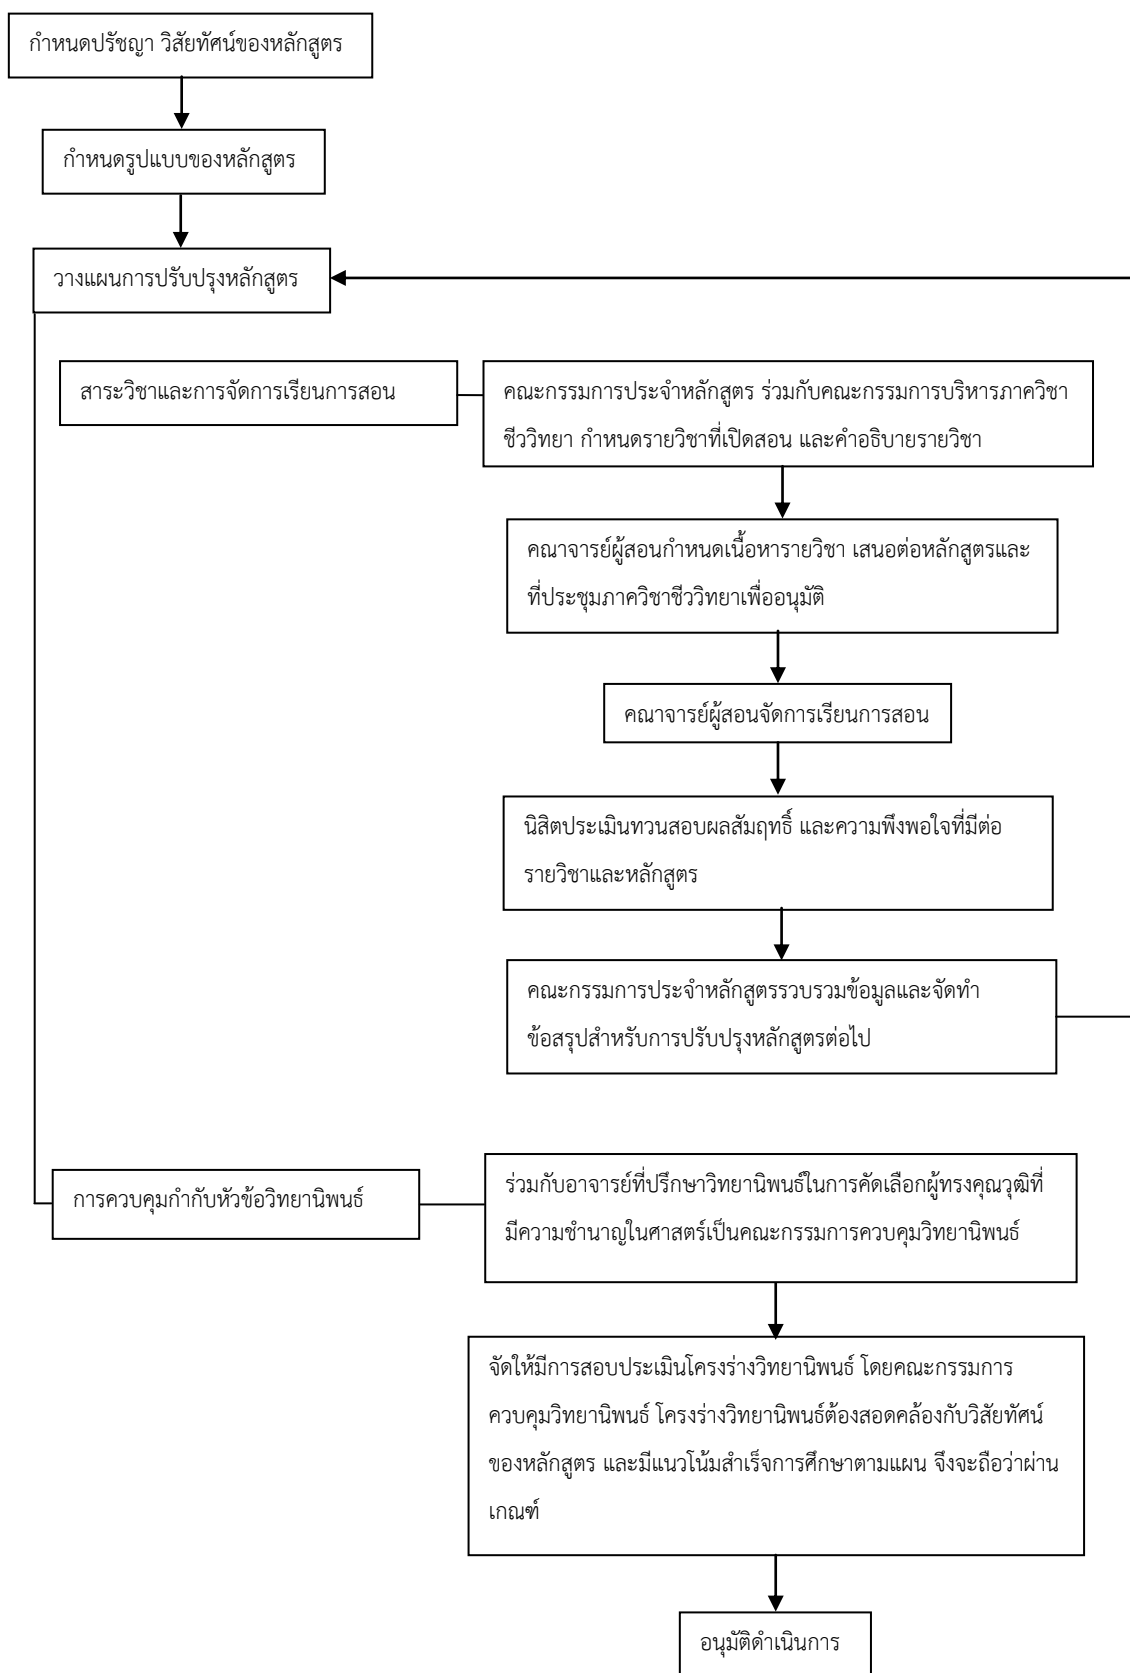 กำหนดปรัชญา วิสัยทัศน์ของหลักสูตร
กำหนดรูปแบบของหลักสูตร
วางแผนการปรับปรุงหลักสูตร
สาระวิชาและการจัดการเรียนการสอน
คณะกรรมการประจำหลักสูตร ร่วมกับคณะกรรมการบริหารภาควิชา
ชีววิทยา กำหนดรายวิชาที่เปิดสอน และคำอธิบายรายวิชา
คณาจารย์ผู้สอนกำหนดเนื้อหารายวิชา เสนอต่อหลักสูตรและ
ที่ประชุมภาควิชาชีววิทยาเพื่ออนุมัติ
คณาจารย์ผู้สอนจัดการเรียนการสอน
นิสิตประเมินทวนสอบผลสัมฤทธิ์ และความพึงพอใจที่มีต่อ
รายวิชาและหลักสูตร
คณะกรรมการประจำหลักสูตรรวบรวมข้อมูลและจัดทำ
ข้อสรุปสำหรับการปรับปรุงหลักสูตรต่อไป
การควบคุมกำกับหัวข้อวิทยานิพนธ์
ร่วมกับอาจารย์ที่ปรึกษาวิทยานิพนธ์ในการคัดเลือกผู้ทรงคุณวุฒิที่
มีความชำนาญในศาสตร์เป็นคณะกรรมการควบคุมวิทยานิพนธ์
จัดให้มีการสอบประเมินโครงร่างวิทยานิพนธ์ โดยคณะกรรมการ
ควบคุมวิทยานิพนธ์ โครงร่างวิทยานิพนธ์ต้องสอดคล้องกับวิสัยทัศน์
ของหลักสูตร และมีแนวโน้มสำเร็จการศึกษาตามแผน จึงจะถือว่าผ่าน
เกณฑ์
อนุมัติดำเนินการ